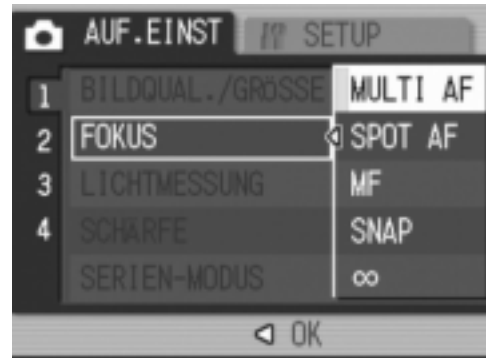 AUF.EINST SETUP
1 BILDQUAL./GRÖSSE MULTI AF
2 FOKUS SPOT AF
3 LICHTMESSUNG MF
4 SCHÄRFE SNAP
SERIEN-MODUS ∞
OK